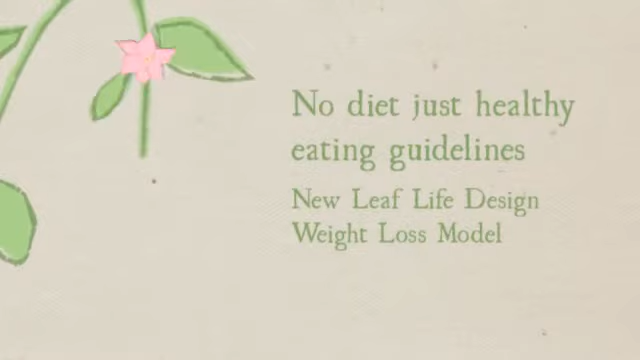 No diet just healthy
eating guidelines
New Leaf Life Design
Weight Loss Model